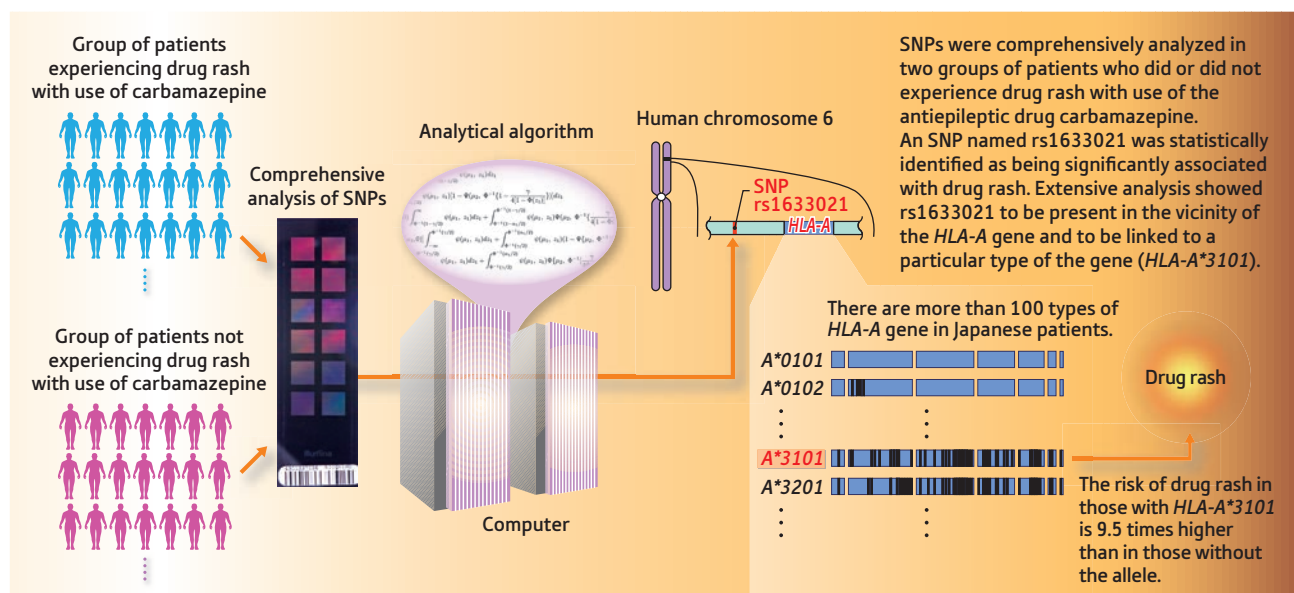 Group of patients
experiencing drug rash
with use of carbamazepine
Group of patients not
experiencing drug rash
with use of carbamazepine
Comprehensive
analysis of SNPs
Analytical algorithm
Computer
Human chromosome 6
SNP
rs1633021
HLA-A
SNPs were comprehensively analyzed in
two groups of patients who did or did not
experience drug rash with use of the
antiepileptic drug carbamazepine.
An SNP named rs1633021 was statistically
identified as being significantly associated
with drug rash. Extensive analysis showed
rs1633021 to be present in the vicinity of
the HLA-A gene and to be linked to a
particular type of the gene (HLA-A*3101).
There are more than 100 types of
HLA-A gene in Japanese patients.
A*0101
A*0102
A*3101
A*3201
Drug rash
The risk of drug rash in
those with HLA-A*3101
is 9.5 times higher
than in those without
the allele.